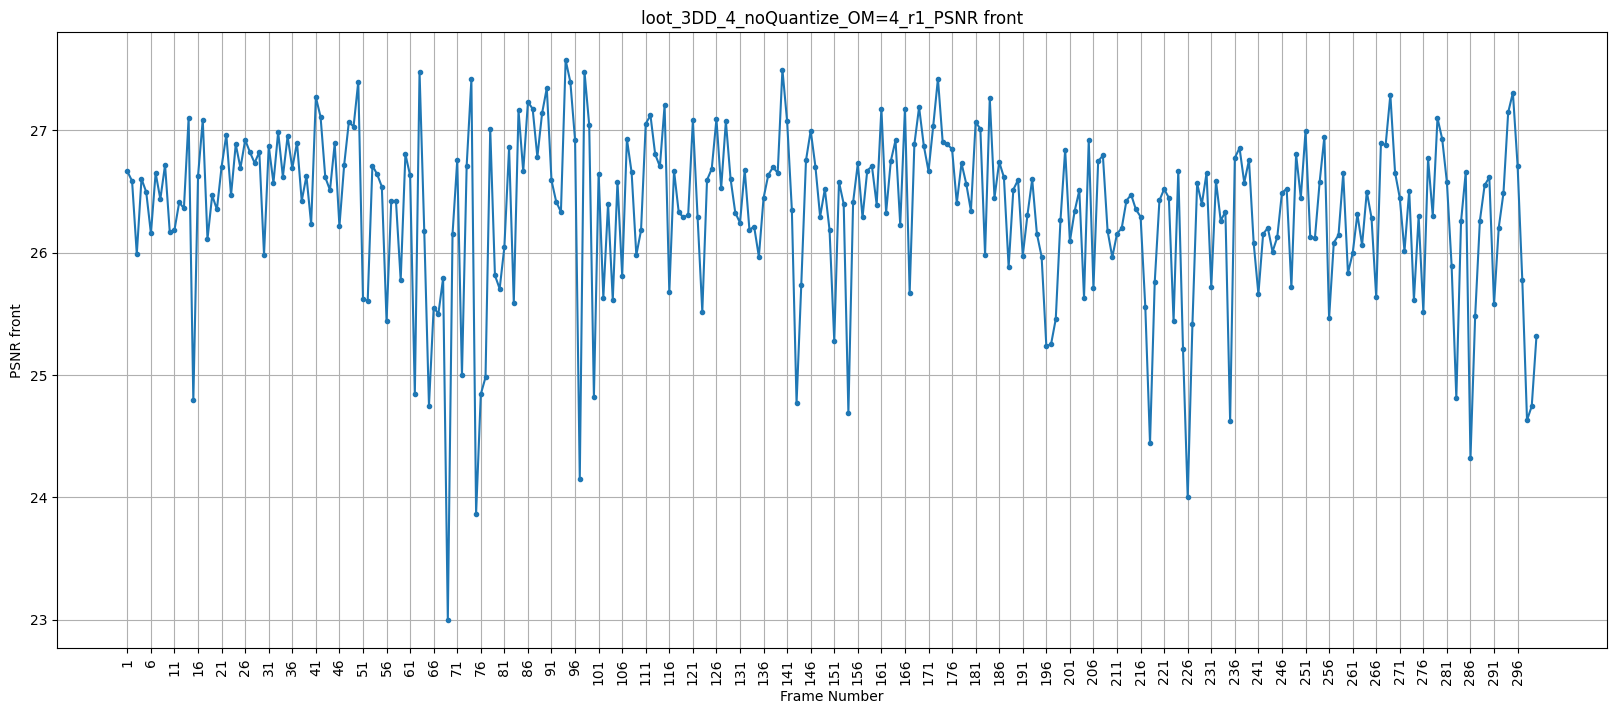 loot_3DD_4_noQuantize_OM=4_r1_PSNR front
PSNR front
27
26
25
24
23
1 6 11 16 21 26 31 36 41 46 51 56 61 66 71 76 81 86 91 96 101 106 111 116 121 126 131 136 141 146 151 156 161 166 171 176 181 186 191 196 201 206 211 216 221 226 231 236 241 246 251 256 261 266 271 276 281 286 291 296
Frame Number